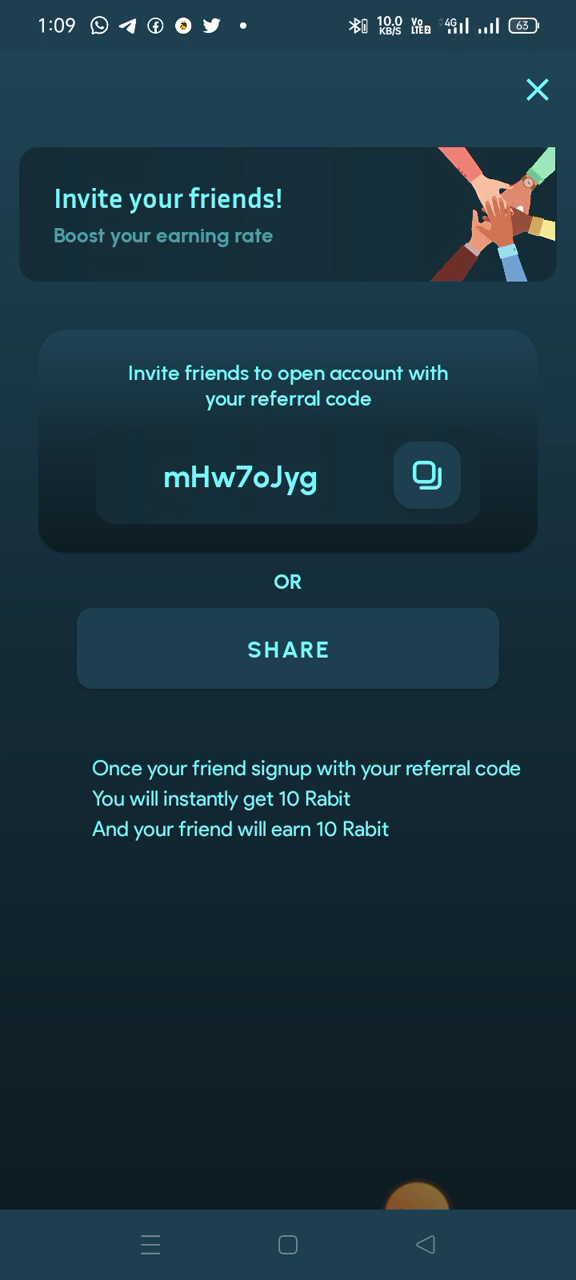 1:09
10.0
KB/S
Vo
LTE2
4G
63
Invite your friends!
Boost your earning rate
Invite friends to open account with
your referral code
mHw7oJyg
OR
SHARE
Once your friend signup with your referral code
You will instantly get 10 Rabit
And your friend will earn 10 Rabit